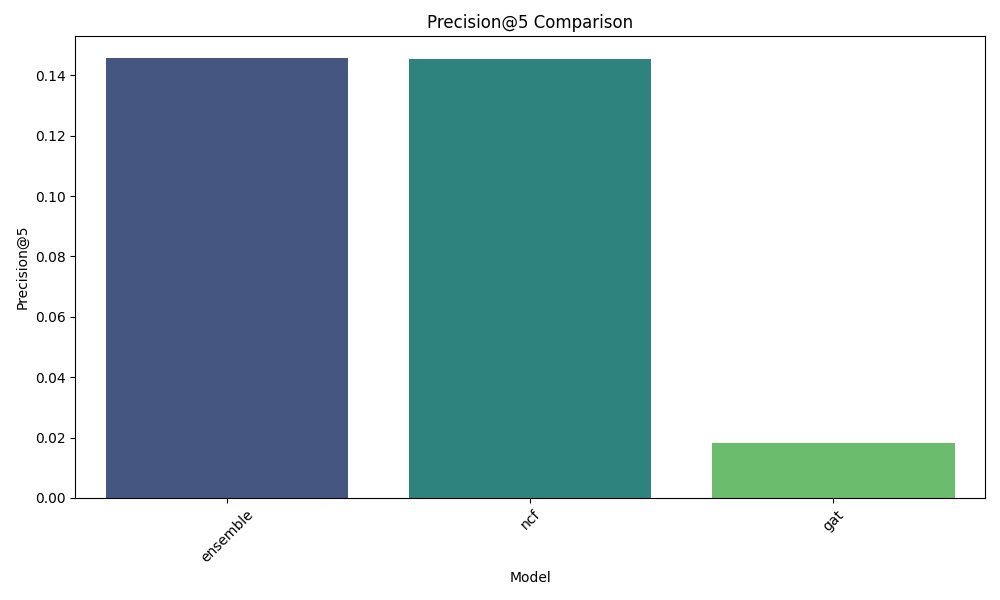 Precision@5 Comparison
Precision@5
0.14
0.12
0.10
0.08
0.06
0.04
0.02
0.00
ensemble
ncf
gat
Model